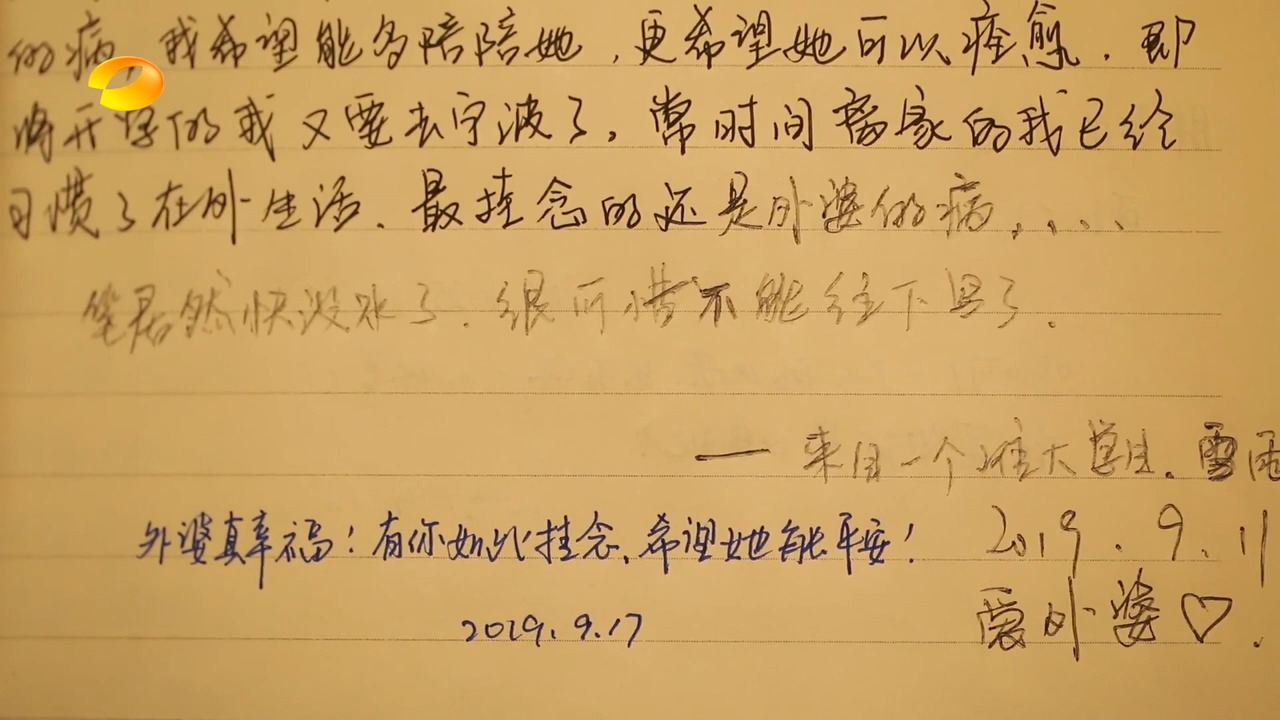 的病，我希望能多陪陪她，更希望她可以痊愈．即
将开学的我又要去宁波了，常时间离家的我已经
习惯了在外生活．最挂念的还是外婆的病，、、、
笔居然快没水了．很可惜不能往下写了．
— 来自一个准大学生．雪雨
2019.9.11
外婆真幸福！有你如此挂念，希望她能平安！
爱外婆♡.
2019.9.17